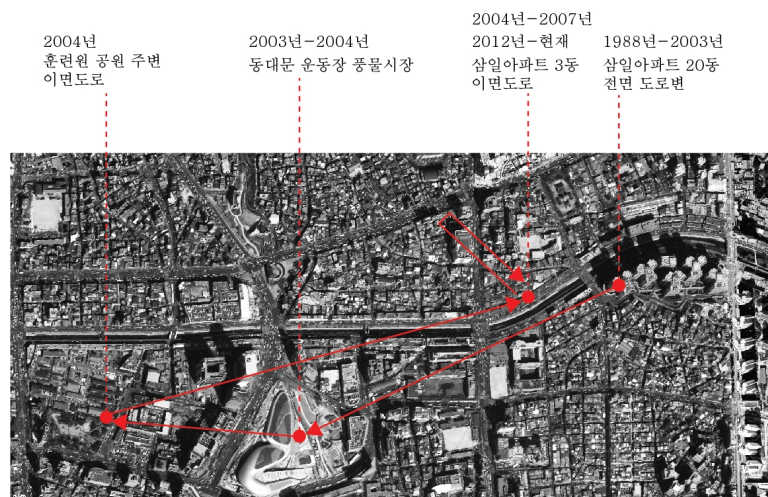 2004년
훈련원 공원 주변
이면도로
2003년-2004년
동대문 운동장 풍물시장
2004년-2007년
2012년-현재
삼일아파트 3동
이면도로
1988년-2003년
삼일아파트 20동
전면 도로변